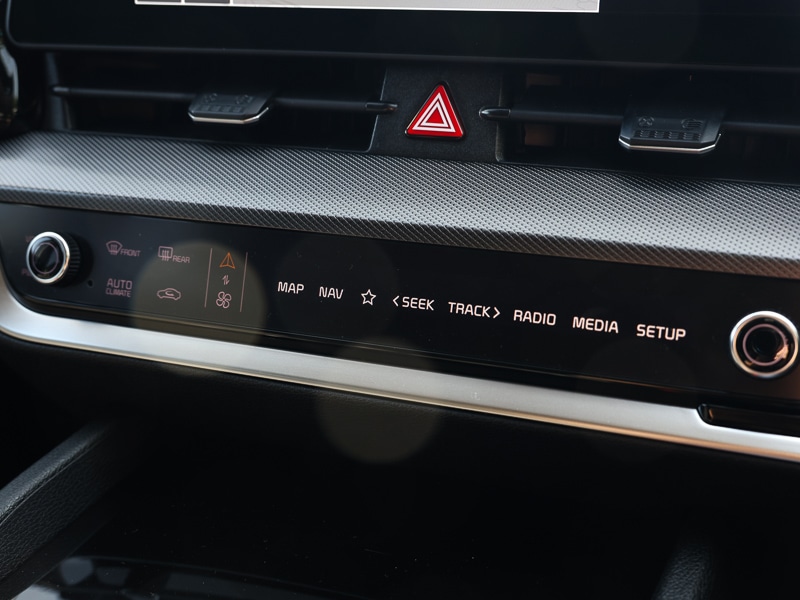 FRONT
REAR
AUTO
CLIMATE
MAP NAV <SEEK TRACK> RADIO MEDIA SETUP